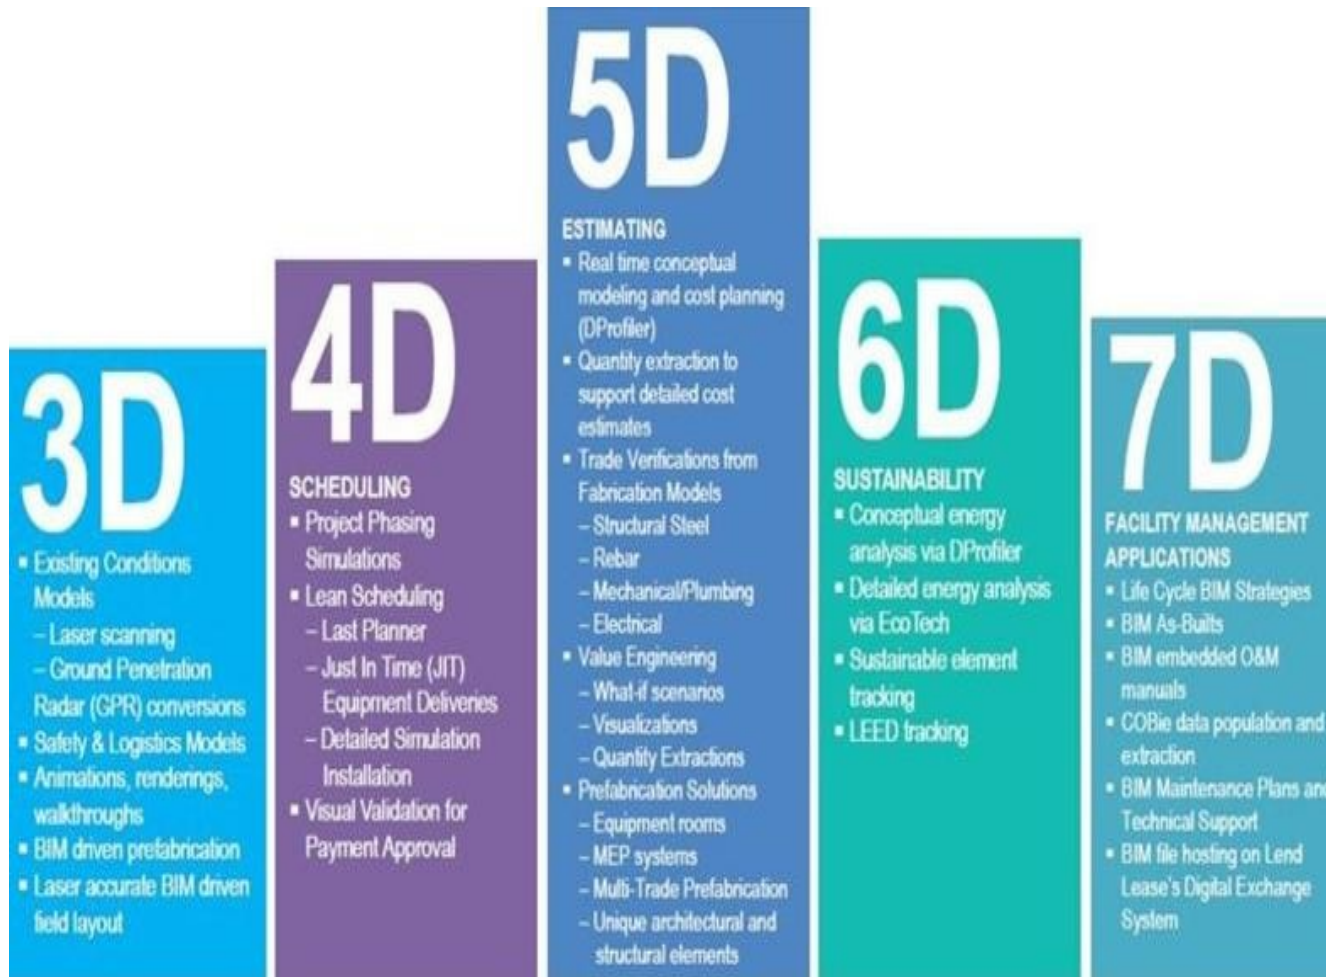 3D
▪ Existing Conditions
Models
– Laser scanning
– Ground Penetration
Radar (GPR) conversions
▪ Safety & Logistics Models
▪ Animations, renderings,
walkthroughs
▪ BIM driven prefabrication
▪ Laser accurate BIM driven
field layout
4D
SCHEDULING
▪ Project Phasing
Simulations
▪ Lean Scheduling
– Last Planner
– Just In Time (JIT)
Equipment Deliveries
– Detailed Simulation
Installation
▪ Visual Validation for
Payment Approval
5D
ESTIMATING
▪ Real time conceptual
modeling and cost planning
(DProfiler)
▪ Quantity extraction to
support detailed cost
estimates
▪ Trade Verifications from
Fabrication Models
– Structural Steel
– Rebar
– Mechanical/Plumbing
– Electrical
▪ Value Engineering
– What-if scenarios
– Visualizations
– Quantity Extractions
▪ Prefabrication Solutions
– Equipment rooms
– MEP systems
– Multi-Trade Prefabrication
– Unique architectural and
structural elements
6D
SUSTAINABILITY
▪ Conceptual energy
analysis via DProfiler
▪ Detailed energy analysis
via EcoTech
▪ Sustainable element
tracking
▪ LEED tracking
7D
FACILITY MANAGEMENT
APPLICATIONS
▪ Life Cycle BIM Strategies
▪ BIM As-Builts
▪ BIM embedded O&M
manuals
▪ COBie data population and
extraction
▪ BIM Maintenance Plans and
Technical Support
▪ BIM file hosting on Lend
Lease's Digital Exchange
System